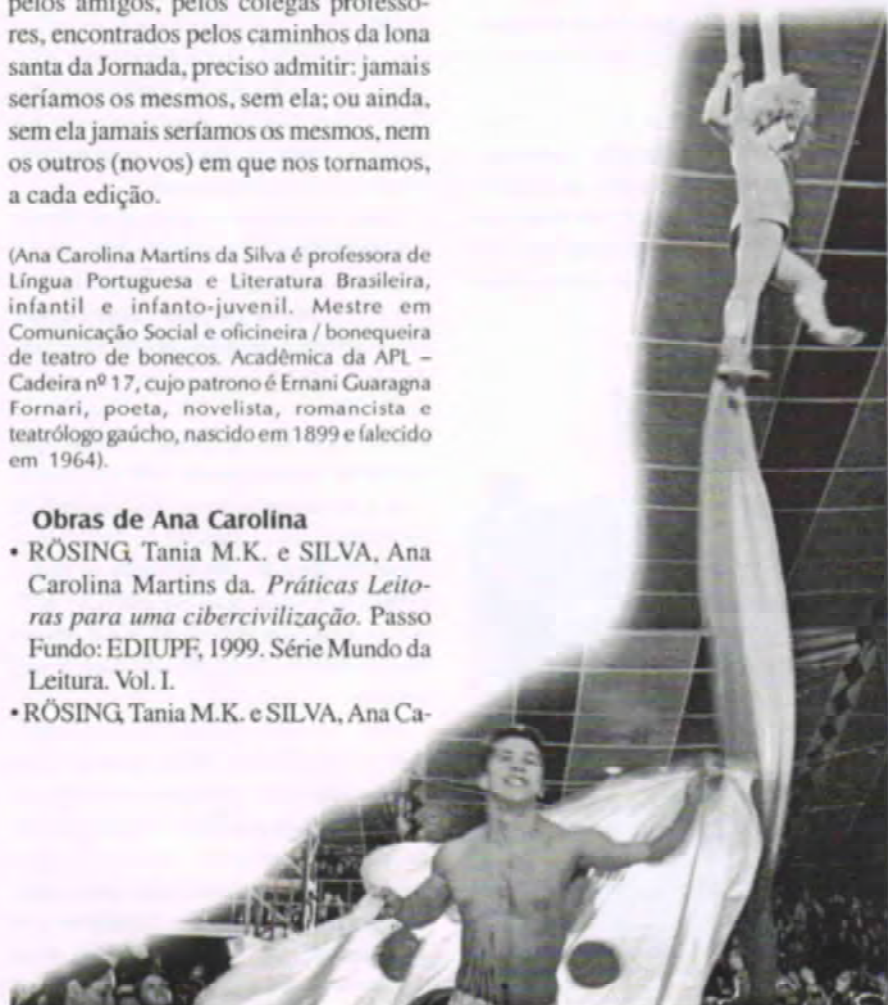 pelos amigos, pelos colegas professo-
res, encontrados pelos caminhos da lona
santa da Jornada, preciso admitir: jamais
seríamos os mesmos, sem ela; ou ainda,
sem ela jamais seríamos os mesmos, nem
os outros (novos) em que nos tornamos,
a cada edição.
(Ana Carolina Martins da Silva é professora de
Língua Portuguesa e Literatura Brasileira,
infantil e infanto-juvenil. Mestre em
Comunicação Social e oficineira / bonequeira
de teatro de bonecos. Acadêmica da APL –
Cadeira nº 17, cujo patrono é Ernani Guaragna
Fornari, poeta, novelista, romancista e
teatrólogo gaúcho, nascido em 1899 e falecido
em 1964).
Obras de Ana Carolina
• RÖSING, Tania M.K. e SILVA, Ana
Carolina Martins da. Práticas Leito-
ras para uma cibercivilização. Passo
Fundo: EDIUPF, 1999. Série Mundo da
Leitura. Vol. I.
• RÖSING, Tania M.K. e SILVA, Ana Ca-